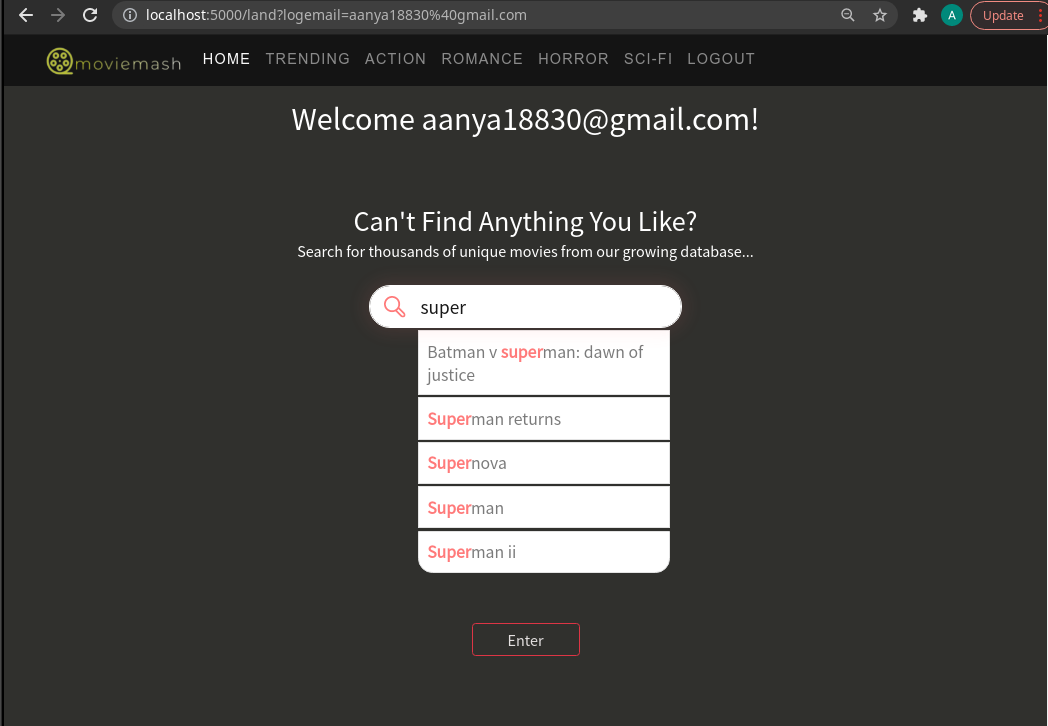 localhost:5000/land?logemail=aanya18830%40gmail.com
A
Update
moviemash HOME TRENDING ACTION ROMANCE HORROR SCI-FI LOGOUT
Welcome aanya18830@gmail.com!
Can't Find Anything You Like?
Search for thousands of unique movies from our growing database...
super
Batman v superman: dawn of
justice
Superman returns
Supernova
Superman
Superman ii
Enter